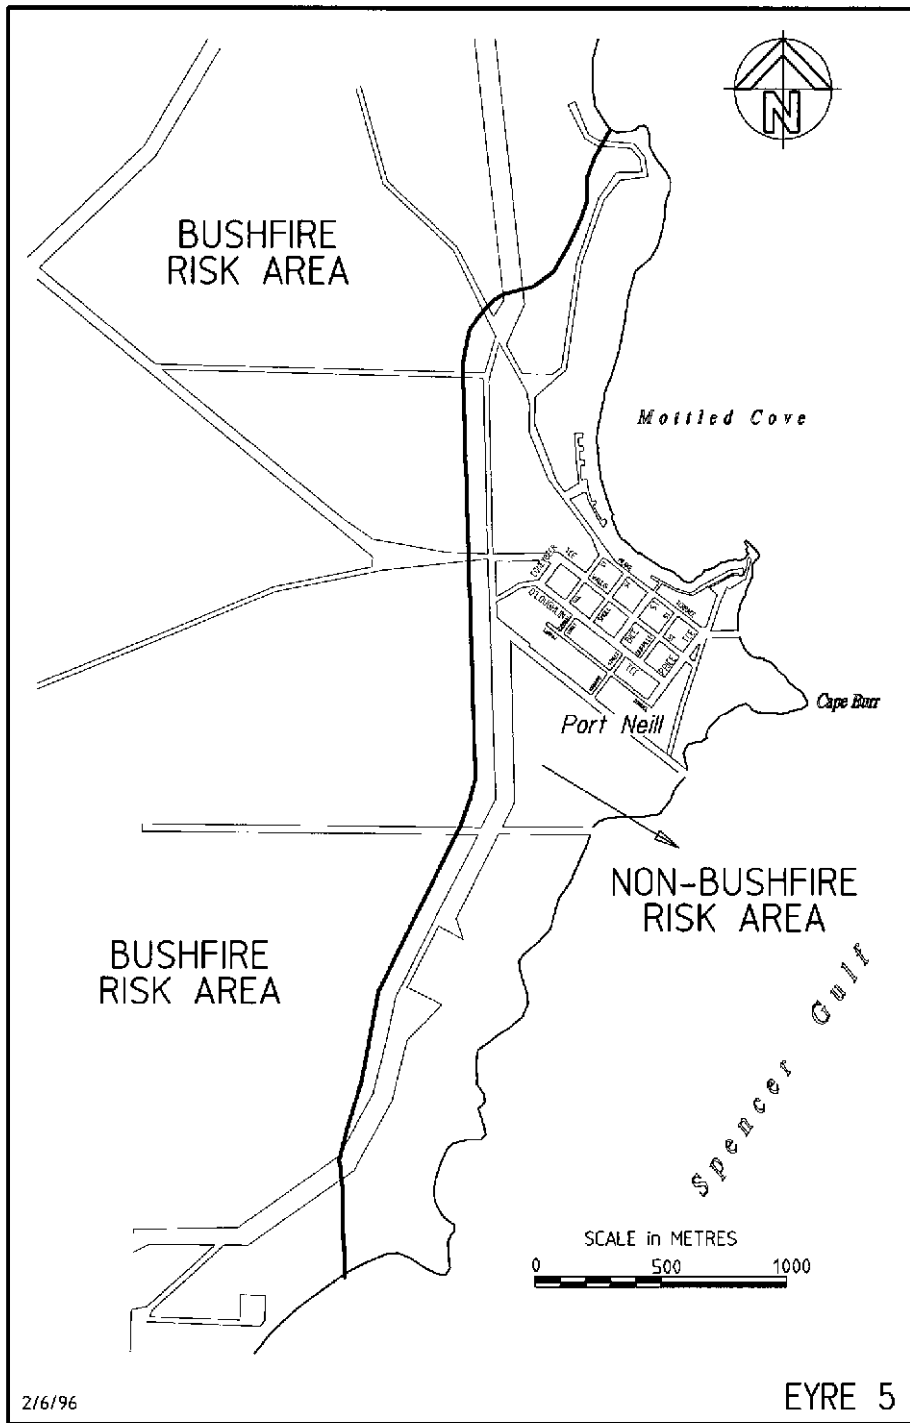 N
BUSHFIRE
RISK AREA
Mottled Cove
Cape Burr
Port Neill
NON-BUSHFIRE
RISK AREA
BUSHFIRE
RISK AREA
Spencer Gulf
SCALE in METRES
0 500 1000
2/6/96
EYRE 5